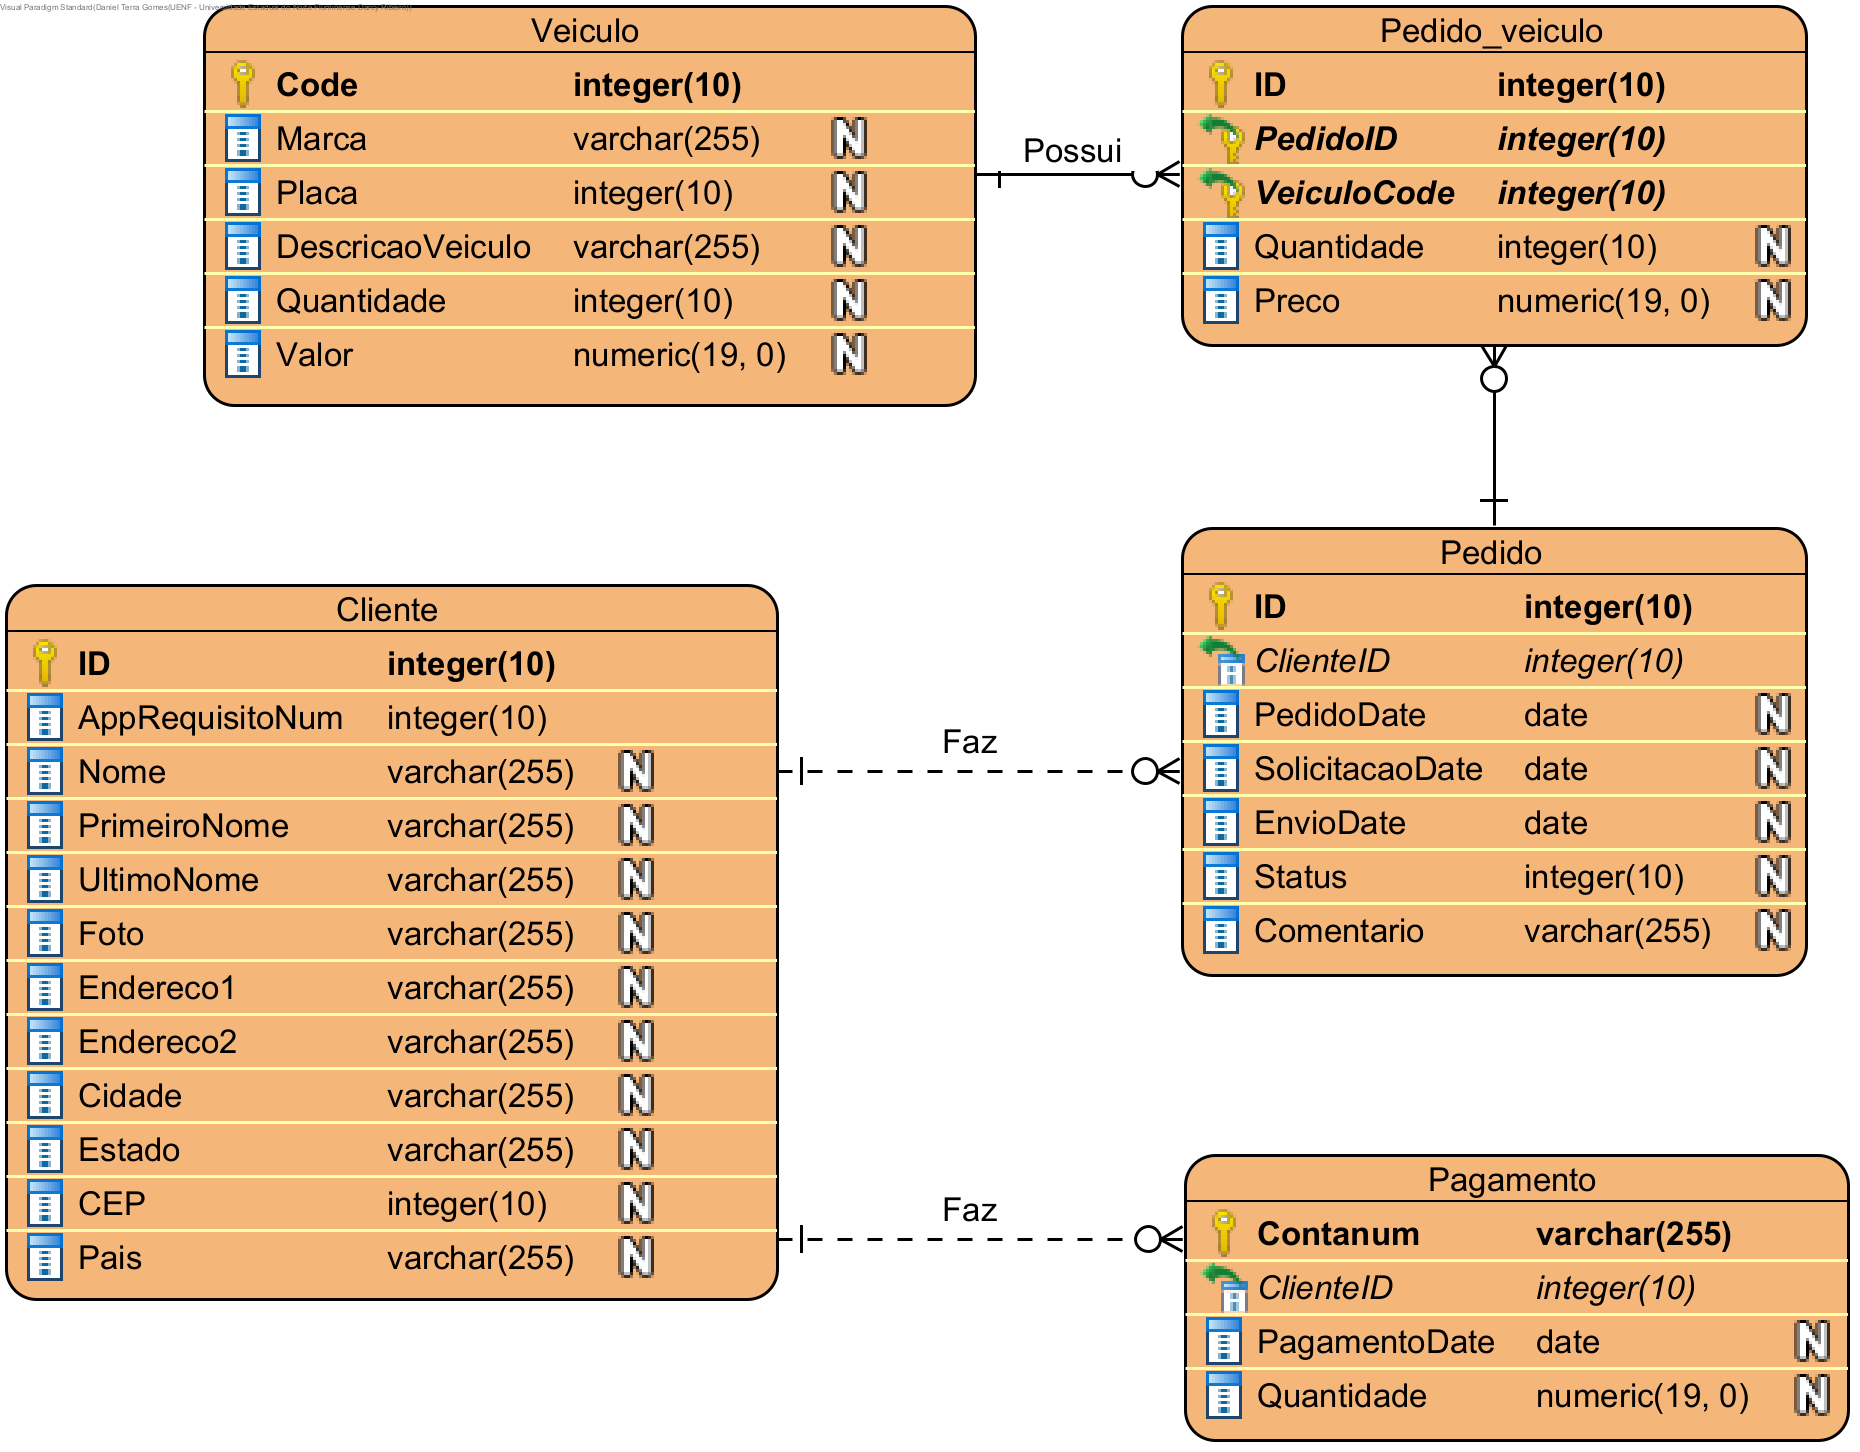 Visual Paradigm Standard(Daniel Terra Gomes(UENF -
Veiculo
Code integer(10)
Marca varchar(255) N
Placa integer(10) N
DescricaoVeiculo varchar(255) N
Quantidade integer(10) N
Valor numeric(19, 0) N
Possui
Pedido_veiculo
ID integer(10)
PedidoID integer(10)
VeiculoCode integer(10)
Quantidade integer(10) N
Preco numeric(19, 0) N
Pedido
ID integer(10)
ClienteID integer(10)
PedidoDate date N
SolicitacaoDate date N
EnvioDate date N
Status integer(10) N
Comentario varchar(255) N
Cliente
ID integer(10)
AppRequisitoNum integer(10)
Nome varchar(255) N
PrimeiroNome varchar(255) N
UltimoNome varchar(255) N
Foto varchar(255) N
Endereco1 varchar(255) N
Endereco2 varchar(255) N
Cidade varchar(255) N
Estado varchar(255) N
CEP integer(10) N
Pais varchar(255) N
Faz
Faz
Pagamento
Contanum varchar(255)
ClienteID integer(10)
PagamentoDate date N
Quantidade numeric(19, 0) N